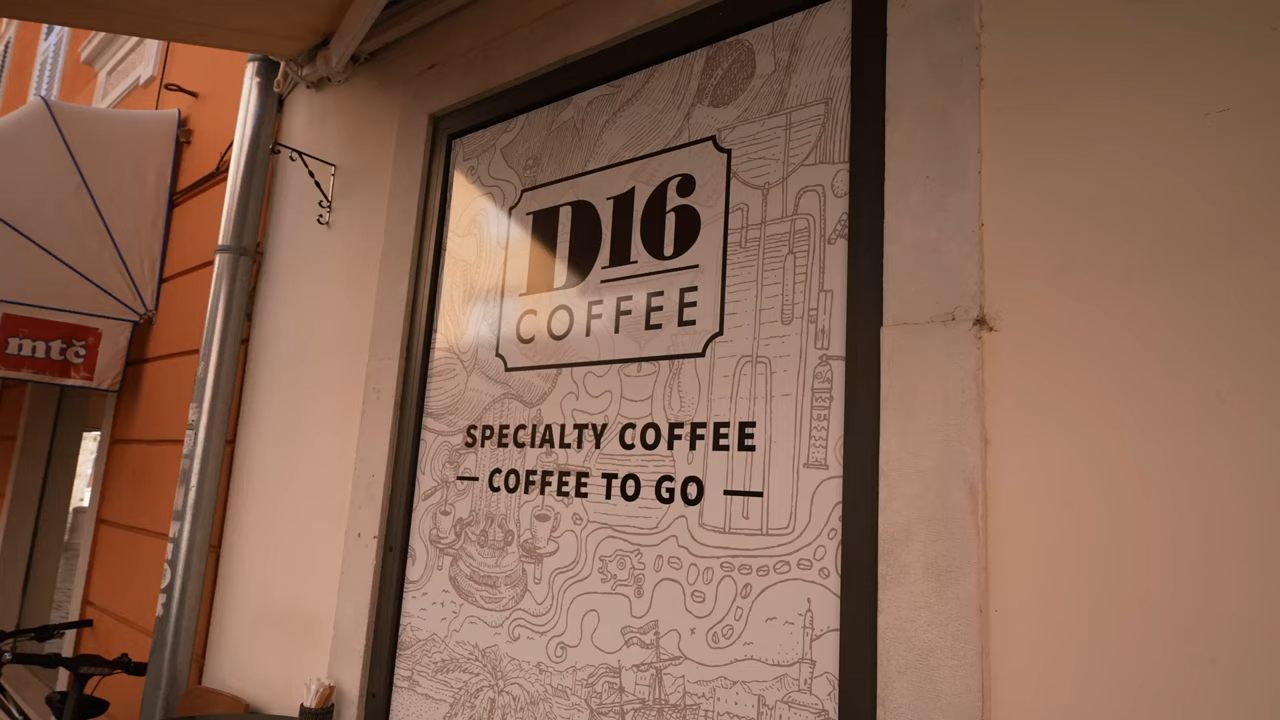 D16
COFFEE
SPECIALTY COFFEE
— COFFEE TO GO —
mtč